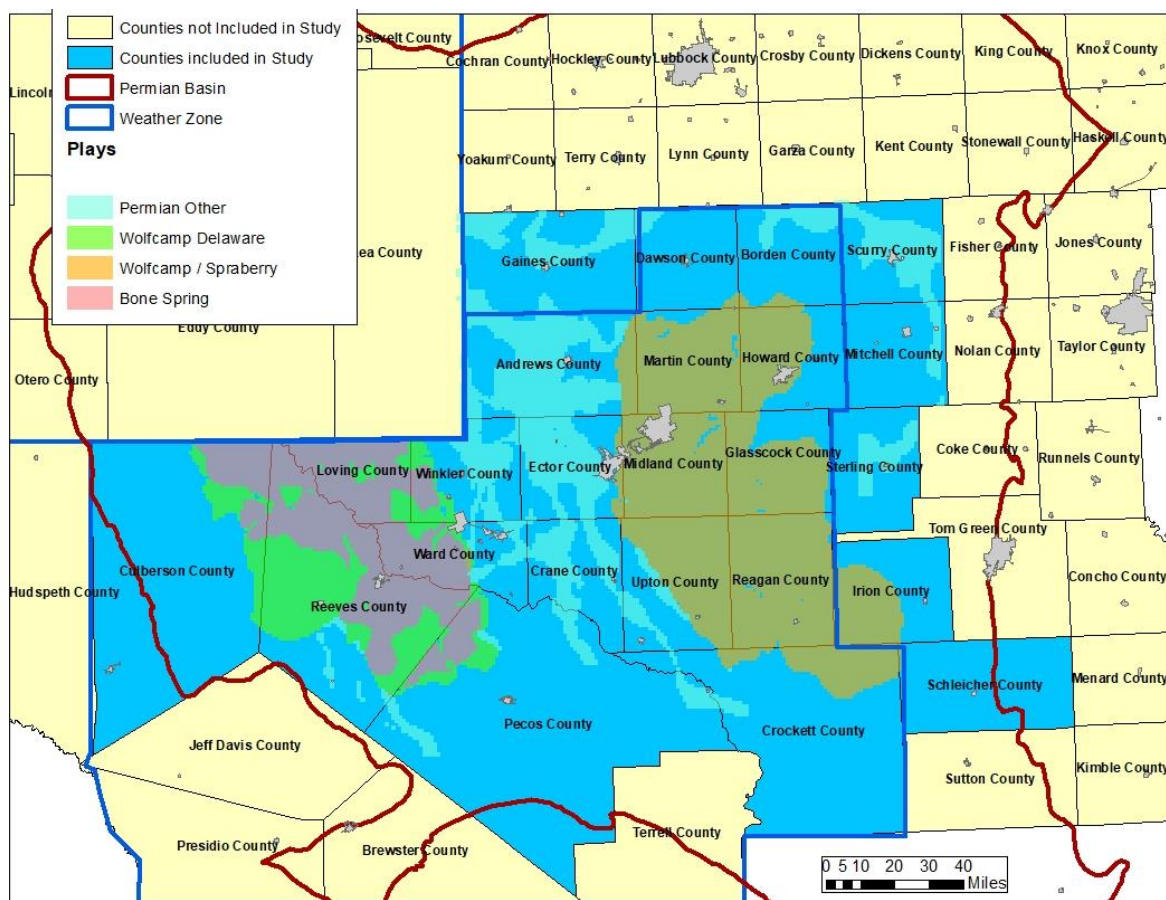 Counties not Included in Study
Counties included in Study
Permian Basin
Weather Zone
Plays
Permian Other
Wolfcamp Delaware
Wolfcamp / Spraberry
Bone Spring
osevelt County
Cochran County
Hockley County
Lubbock County
Crosby County
Dickens County
King County
Knox County
Lincoln
Yoakum County
Terry County
Lynn County
Garza County
Kent County
Stonewall County
Haskell County
ea County
Gaines County
Dawson County
Borden County
Scurry County
Fisher County
Jones County
Eddy County
Otero County
Andrews County
Martin County
Howard County
Mitchell County
Nolan County
Taylor County
Loving County
Winkler County
Ector County
Midland County
Glasscock County
Sterling County
Coke County
Runnels County
Tom Green County
Hudspeth County
Culberson County
Reeves County
Ward County
Crane County
Upton County
Reagan County
Irion County
Concho County
Jeff Davis County
Pecos County
Crockett County
Schleicher County
Menard County
Presidio County
Brewster County
Terrell County
Sutton County
Kimble County
0 5 10 20 30 40
Miles